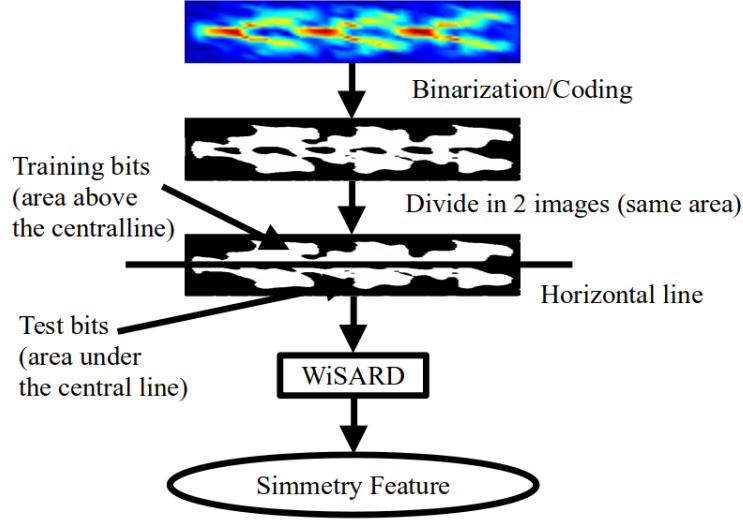 Binarization/Coding
Training bits
(area above
the centralline)
Divide in 2 images (same area)
Horizontal line
Test bits
(area under
the central line)
WiSARD
Simmetry Feature